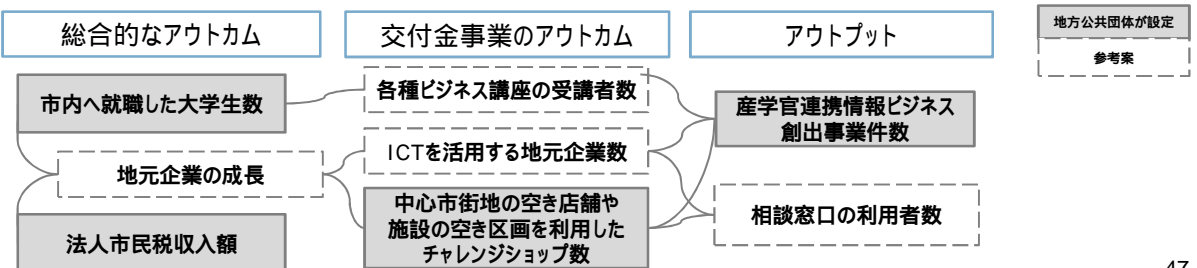 総合的なアウトカム
交付金事業のアウトカム
アウトプット
地方公共団体が設定
参考案
市内へ就職した大学生数
地元企業の成長
法人市民税収入額
各種ビジネス講座の受講者数
ICTを活用する地元企業数
中心市街地の空き店舗や
施設の空き区画を利用した
チャレンジショップ数
産学官連携情報ビジネス
創出事業件数
相談窓口の利用者数
47